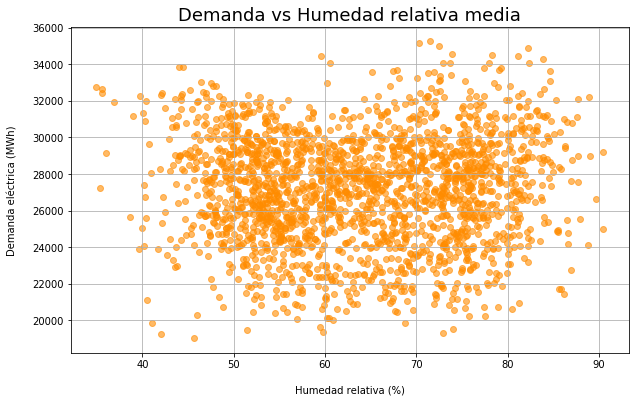 Demanda vs Humedad relativa media
Demanda eléctrica (MWh)
36000
34000
32000
30000
28000
26000
24000
22000
20000
40 50 60 70 80 90
Humedad relativa (%)